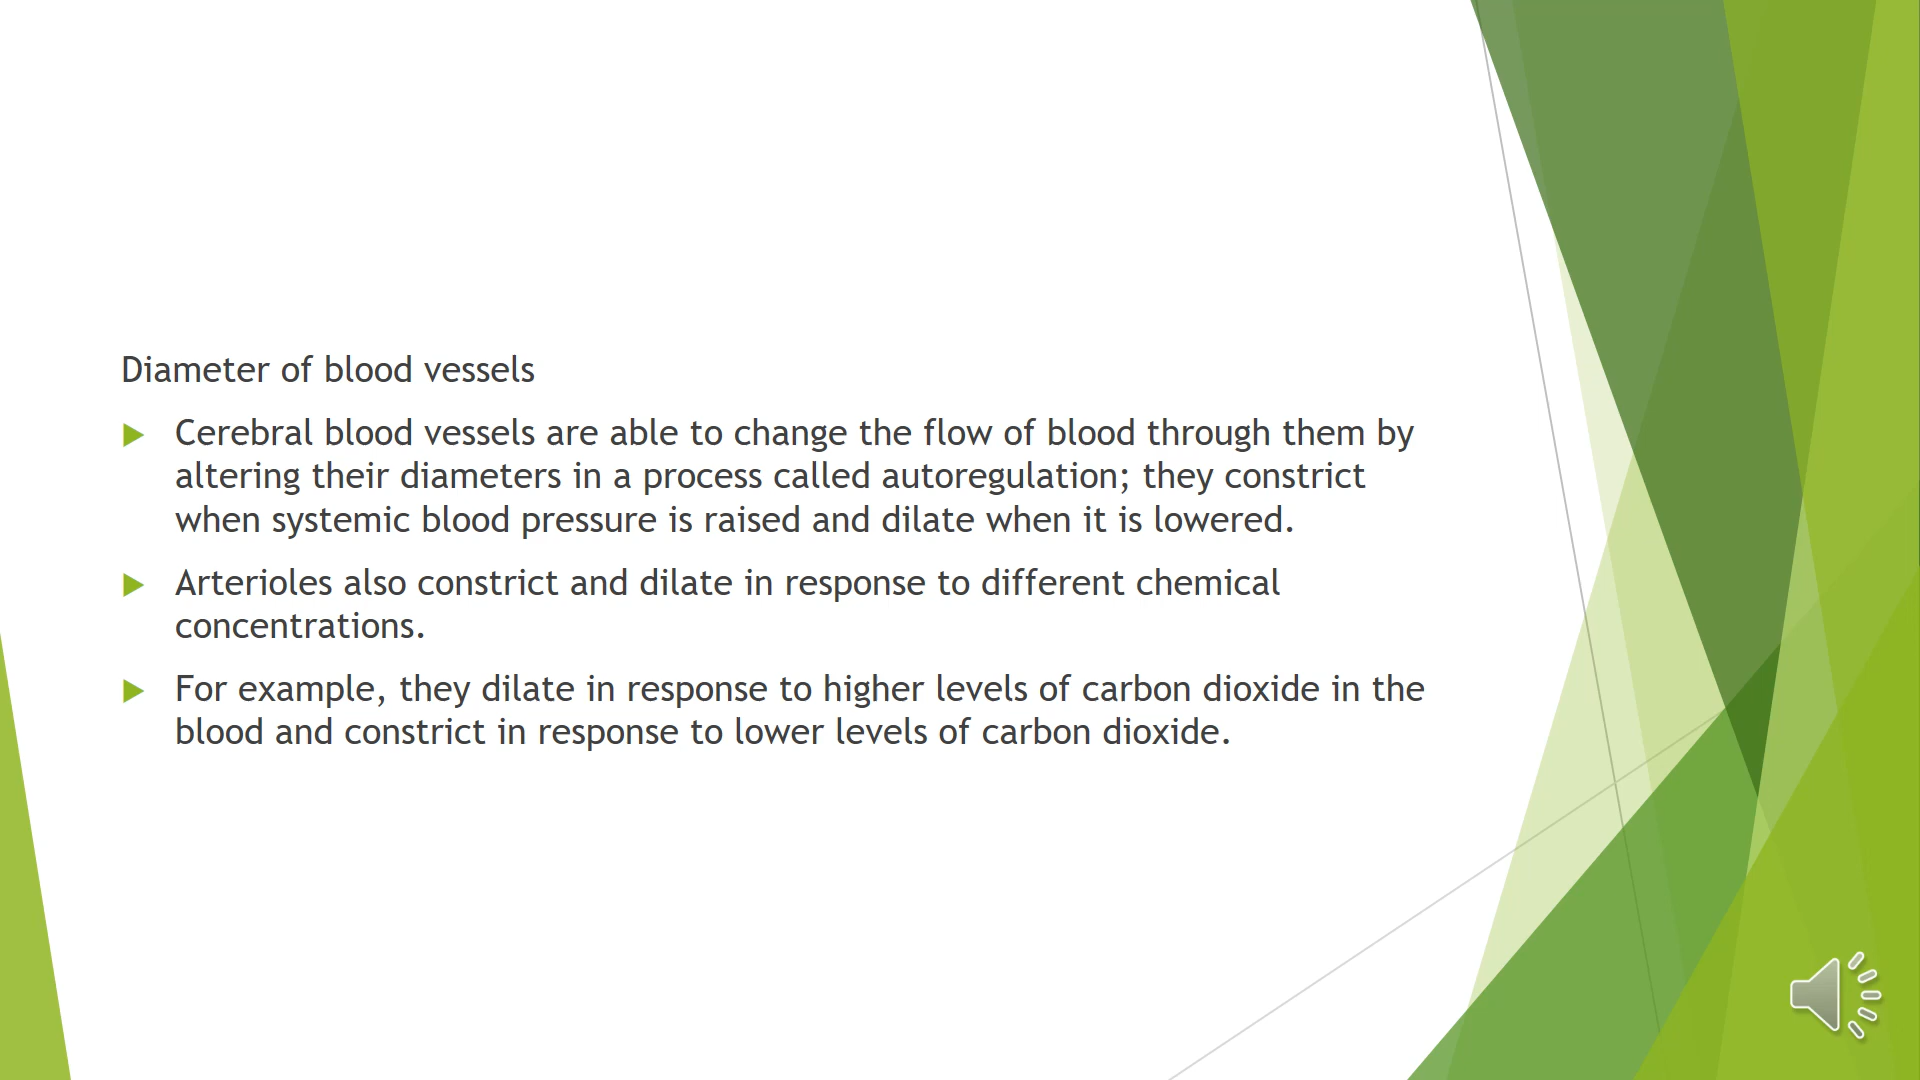 Diameter of blood vessels
Cerebral blood vessels are able to change the flow of blood through them by
altering their diameters in a process called autoregulation; they constrict
when systemic blood pressure is raised and dilate when it is lowered.
Arterioles also constrict and dilate in response to different chemical
concentrations.
For example, they dilate in response to higher levels of carbon dioxide in the
blood and constrict in response to lower levels of carbon dioxide.